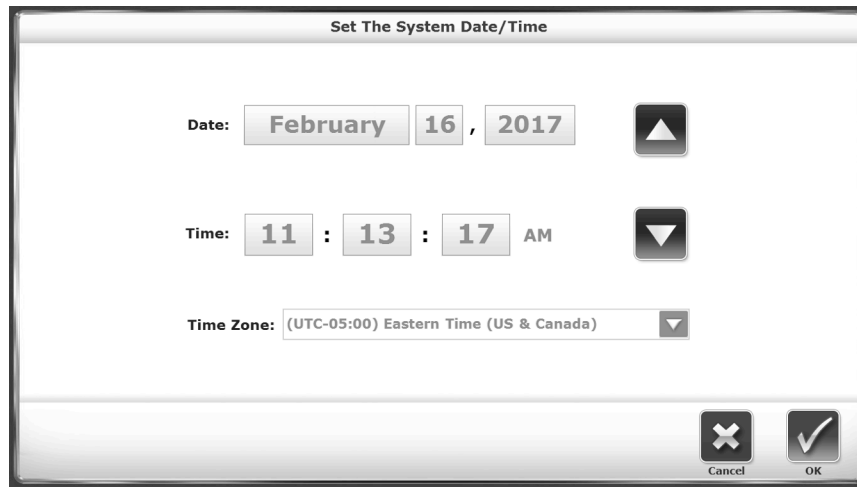 Set The System Date/Time
Date: February 16 , 2017
Time: 11 : 13 : 17 AM
Time Zone: (UTC-05:00) Eastern Time (US & Canada)
Cancel OK